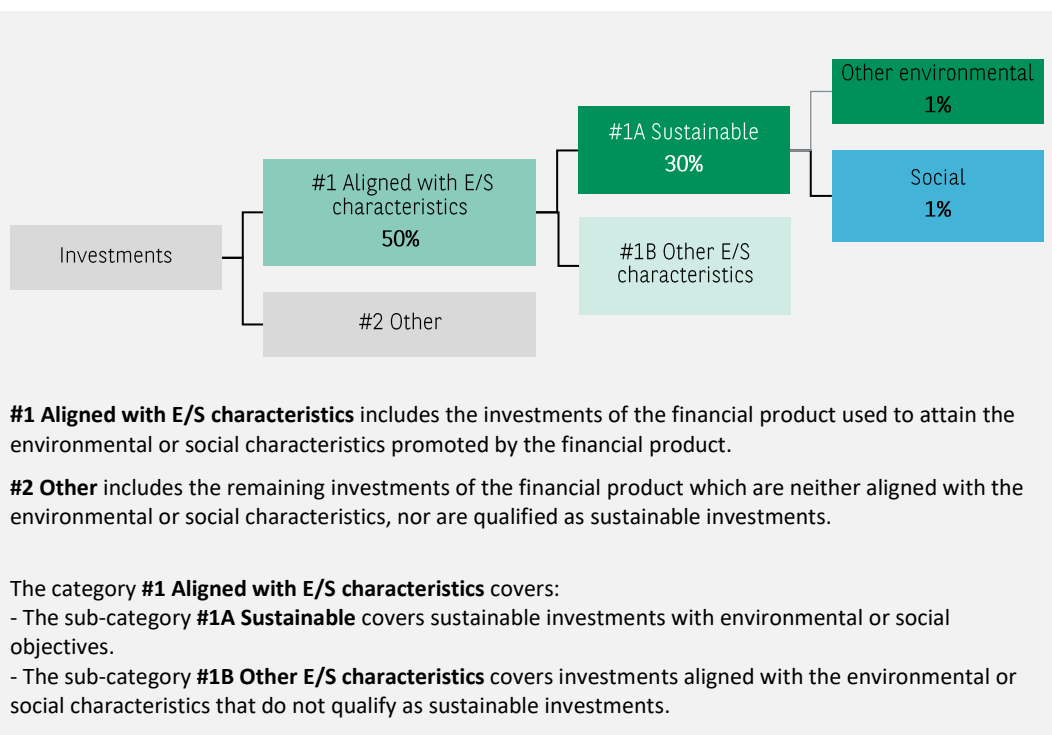 Investments
#1 Aligned with E/S
characteristics
50%
#2 Other
#1A Sustainable
30%
#1B Other E/S
characteristics
Other environmental
1%
Social
1%
#1 Aligned with E/S characteristics includes the investments of the financial product used to attain the
environmental or social characteristics promoted by the financial product.
#2 Other includes the remaining investments of the financial product which are neither aligned with the
environmental or social characteristics, nor are qualified as sustainable investments.
The category #1 Aligned with E/S characteristics covers:
- The sub-category #1A Sustainable covers sustainable investments with environmental or social
objectives.
- The sub-category #1B Other E/S characteristics covers investments aligned with the environmental or
social characteristics that do not qualify as sustainable investments.